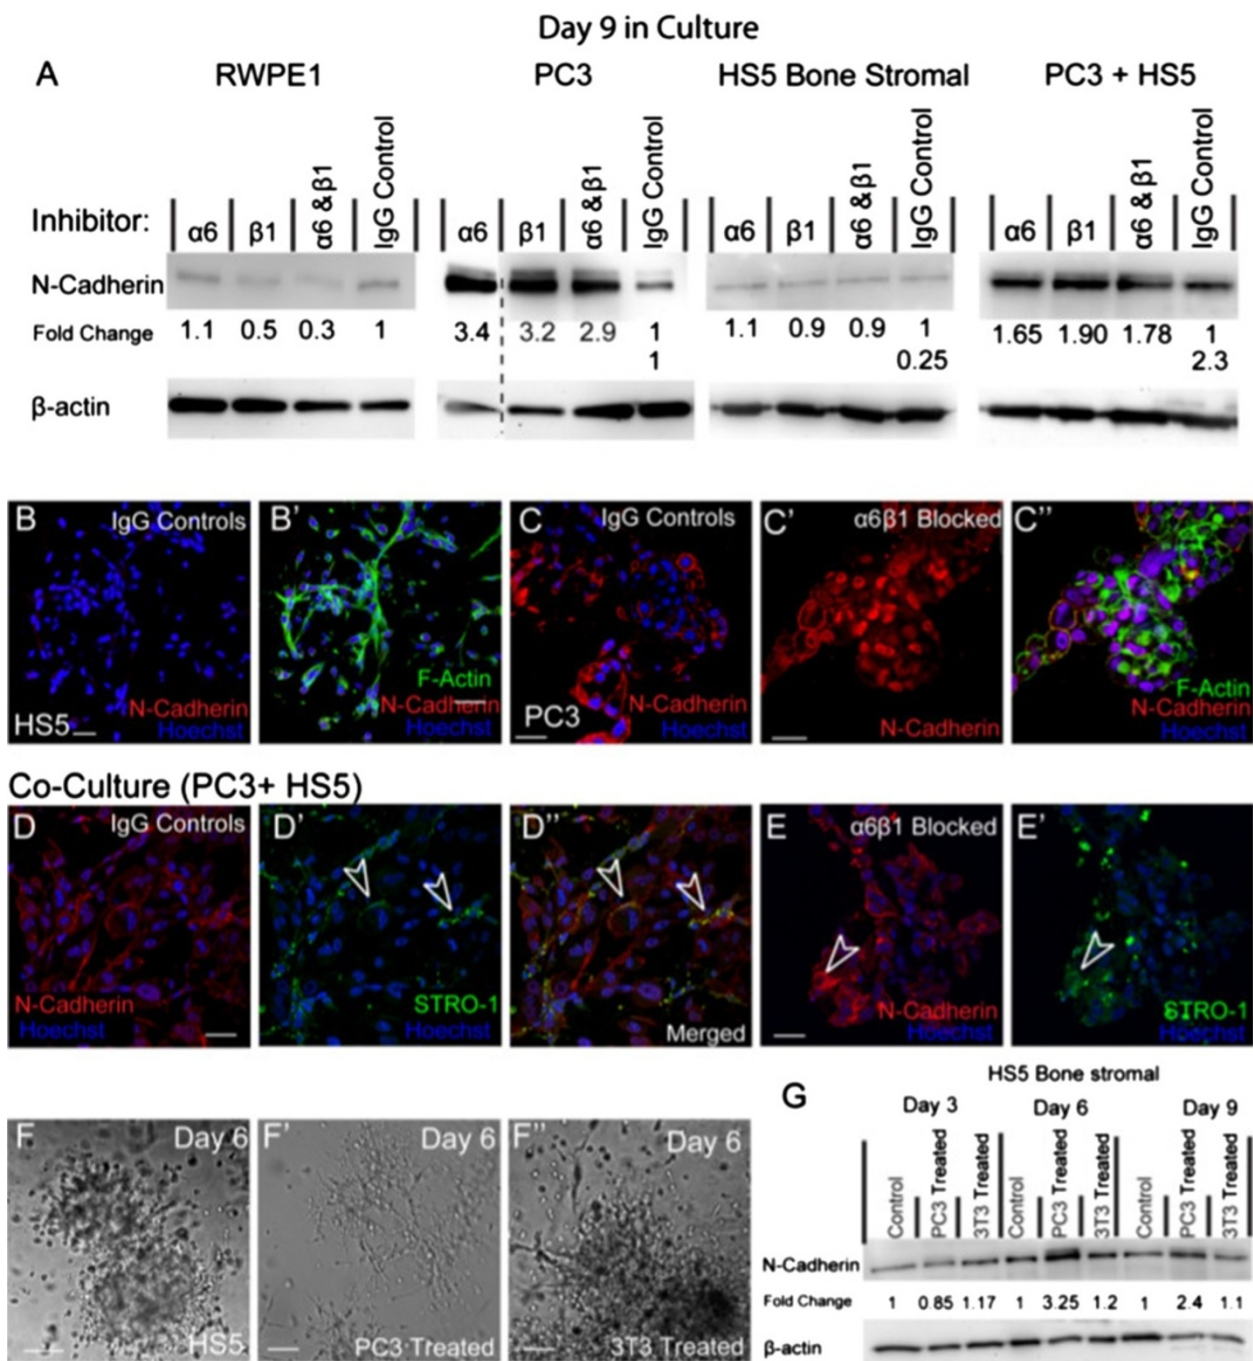 Day 9 in Culture
A
RWPE1 PC3 HS5 Bone Stromal PC3 + HS5
Inhibitor: α6 β1 α6 & β1 IgG Control α6 β1 α6 & β1 IgG Control α6 β1 α6 & β1 IgG Control α6 β1 α6 & β1 IgG Control
N-Cadherin
Fold Change 1.1 0.5 0.3 1 3.4 3.2 2.9 1 1.1 0.9 0.9 1 1.65 1.90 1.78 1
1 0.25 2.3
β-actin
B IgG Controls
N-Cadherin
HS5 Hoechst
B'
F-Actin
N-Cadherin
Hoechst
C IgG Controls
N-Cadherin
PC3 Hoechst
C' α6β1 Blocked
N-Cadherin
C''
F-Actin
N-Cadherin
Hoechst
Co-Culture (PC3+ HS5)
D IgG Controls
N-Cadherin
Hoechst
D'
STRO-1
Hoechst
D''
Merged
E α6β1 Blocked
N-Cadherin
Hoechst
E'
STRO-1
Hoechst
F Day 6
HS5
F' Day 6
PC3 Treated
F'' Day 6
3T3 Treated
G
HS5 Bone stromal
Day 3 Day 6 Day 9
Control PC3 Treated 3T3 Treated Control PC3 Treated 3T3 Treated Control PC3 Treated 3T3 Treated
N-Cadherin
Fold Change 1 0.85 1.17 1 3.25 1.2 1 2.4 1.1
β-actin